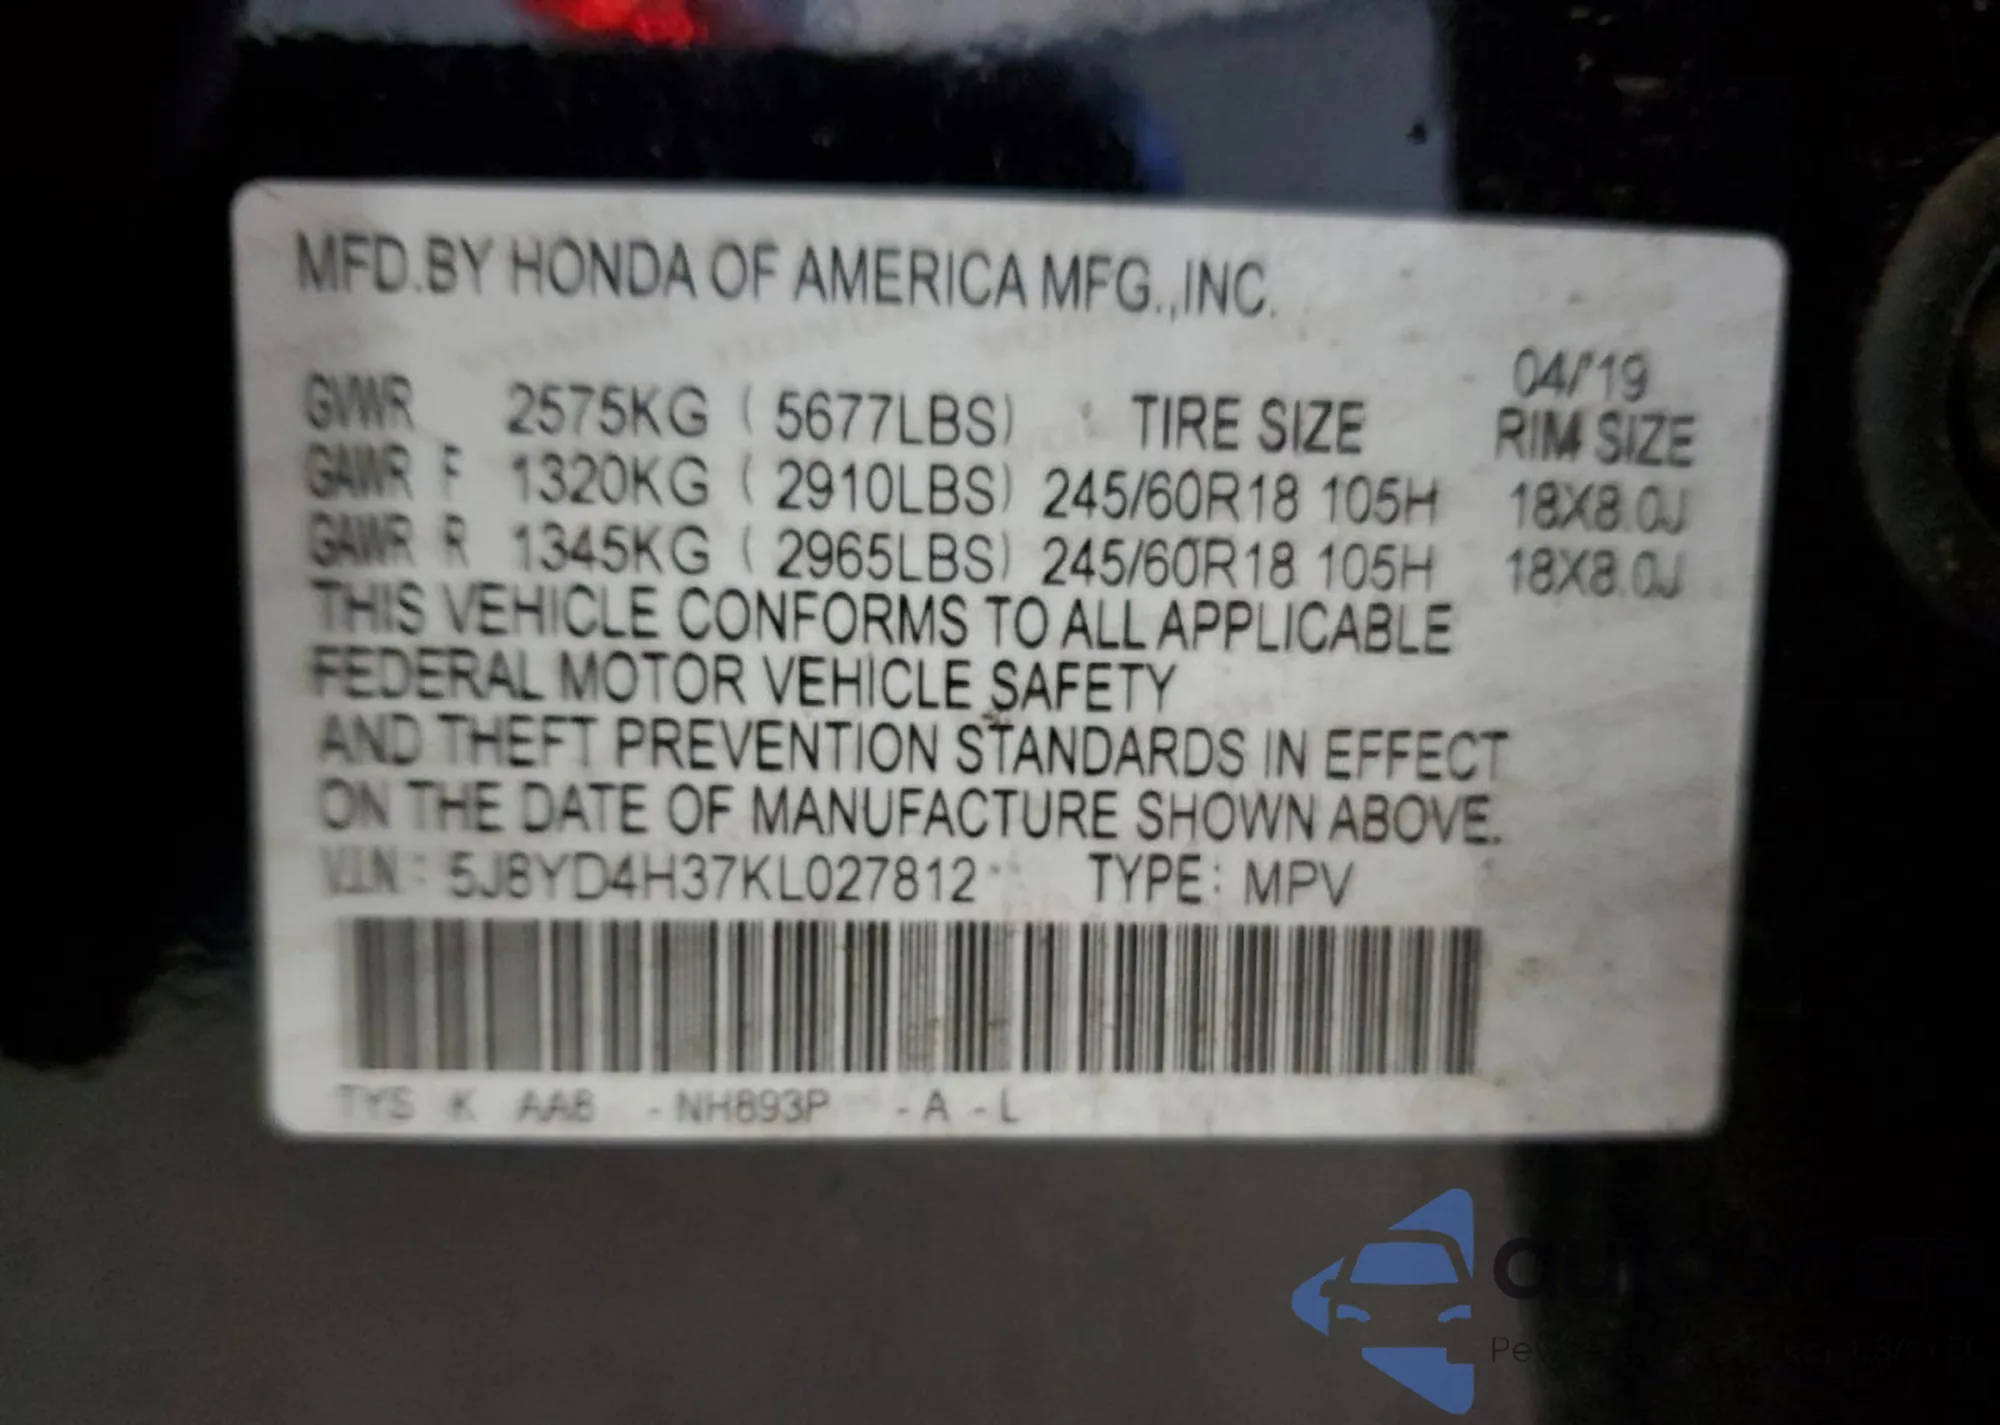 MFD.BY HONDA OF AMERICA MFG.,INC.
04/'19
GVWR 2575KG ( 5677LBS) TIRE SIZE RIM SIZE
GAWR F 1320KG ( 2910LBS) 245/60R18 105H 18X8.0J
GAWR R 1345KG ( 2965LBS) 245/60R18 105H 18X8.0J
THIS VEHICLE CONFORMS TO ALL APPLICABLE
FEDERAL MOTOR VEHICLE SAFETY
AND THEFT PREVENTION STANDARDS IN EFFECT
ON THE DATE OF MANUFACTURE SHOWN ABOVE.
V.I.N : 5J8YD4H37KL027812 TYPE: MPV
TYS K AA8 - NH893P - A - L